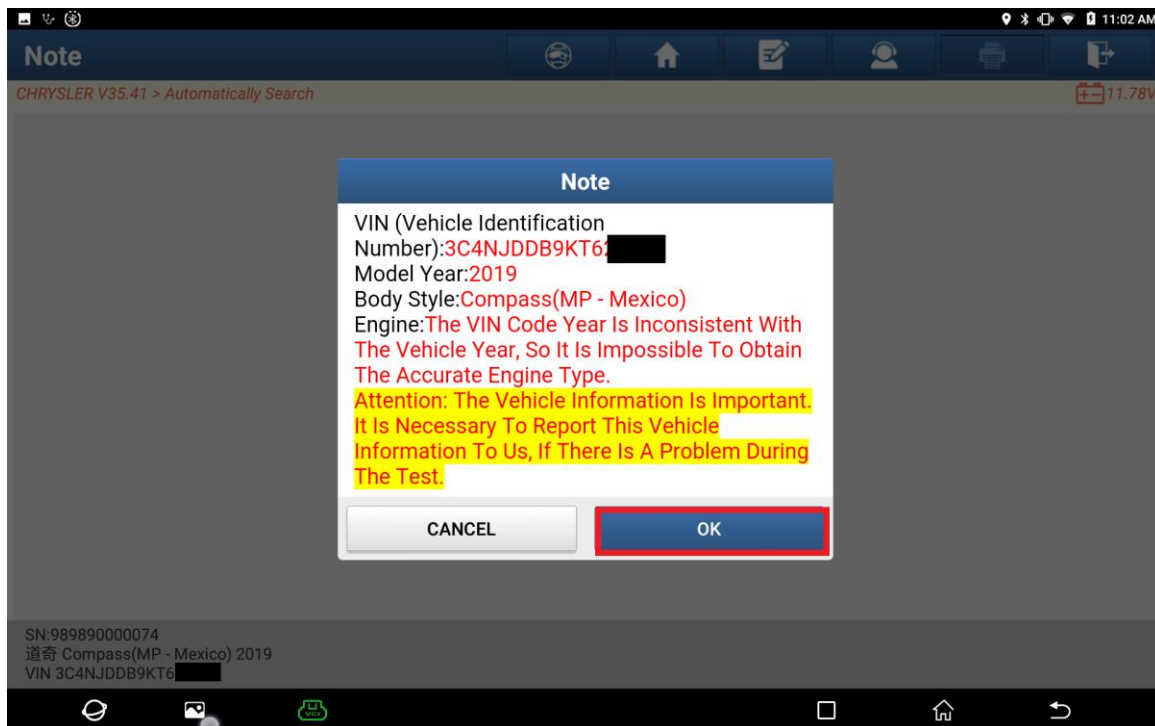 11:02 AM
Note
CHRYSLER V35.41 > Automatically Search
11.78V
Note
VIN (Vehicle Identification
Number):3C4NJDDB9KT62
Model Year:2019
Body Style:Compass(MP - Mexico)
Engine:The VIN Code Year Is Inconsistent With
The Vehicle Year, So It Is Impossible To Obtain
The Accurate Engine Type.
Attention: The Vehicle Information Is Important.
It Is Necessary To Report This Vehicle
Information To Us, If There Is A Problem During
The Test.
CANCEL
OK
SN:989890000074
道奇 Compass(MP - Mexico) 2019
VIN 3C4NJDDB9KT6
VCI